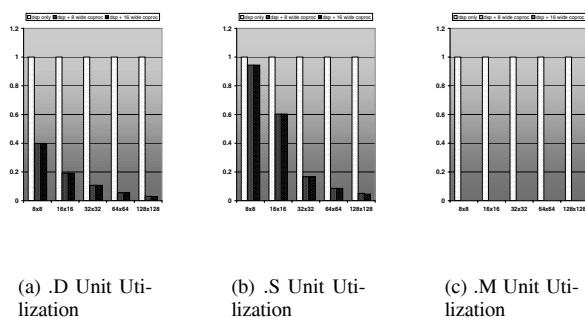 dsp only dsp + 8 wide coproc dsp + 16 wide coproc
1.2
1
0.8
0.6
0.4
0.2
0
8x8 16x16 32x32 64x64 128x128
(a) .D Unit Uti-
lization
dsp only dsp + 8 wide coproc dsp + 16 wide coproc
1.2
1
0.8
0.6
0.4
0.2
0
8x8 16x16 32x32 64x64 128x128
(b) .S Unit Uti-
lization
dsp only dsp + 8 wide coproc dsp + 16 wide coproc
1.2
1
0.8
0.6
0.4
0.2
0
8x8 16x16 32x32 64x64 128x128
(c) .M Unit Uti-
lization